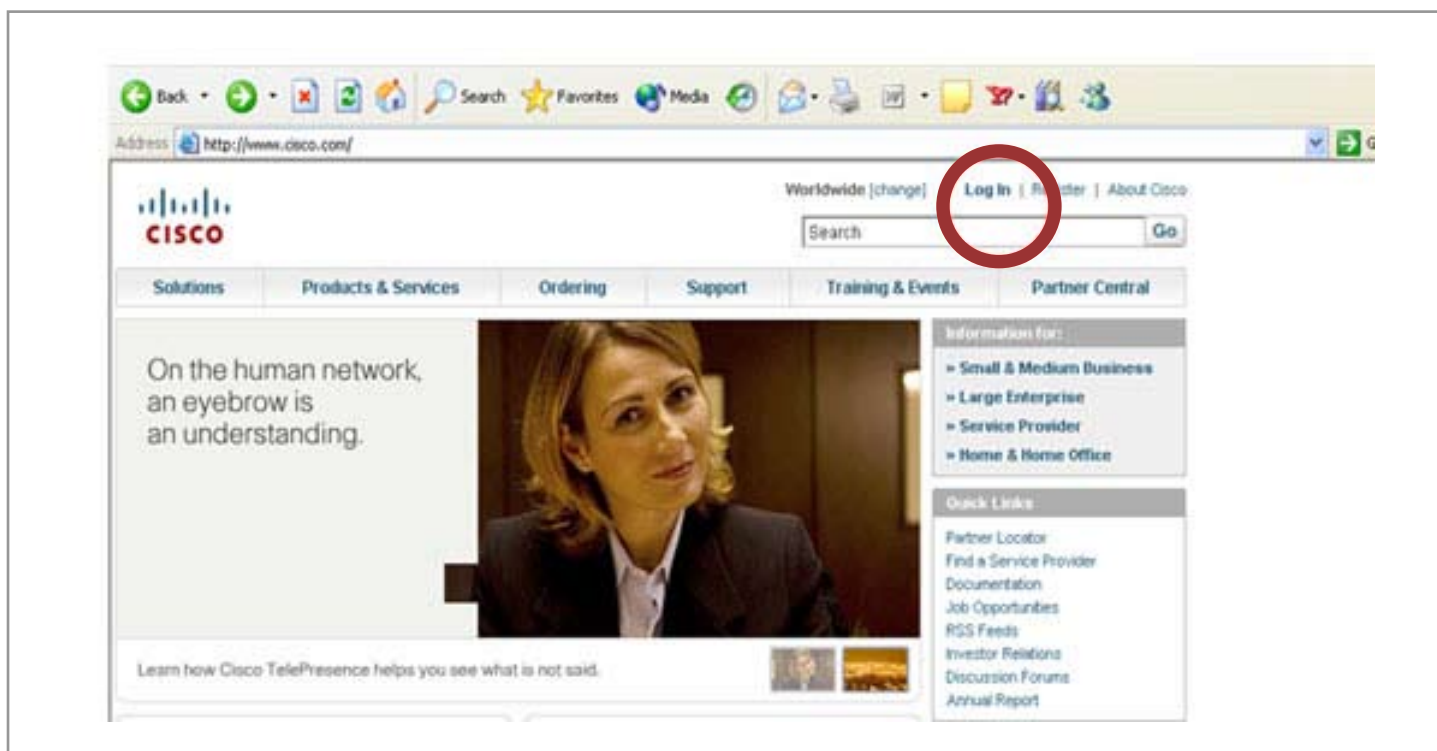 Back Search Favorites Media
Address http://www.cisco.com/
Worldwide [change] Log In | Register | About Cisco
CISCO
Search Go
Solutions Products & Services Ordering Support Training & Events Partner Central
On the human network,
an eyebrow is
an understanding.
Information for:
» Small & Medium Business
» Large Enterprise
» Service Provider
» Home & Home Office
Quick Links
Partner Locator
Find a Service Provider
Documentation
Job Opportunities
RSS Feeds
Investor Relations
Discussion Forums
Annual Report
Learn how Cisco TelePresence helps you see what is not said.